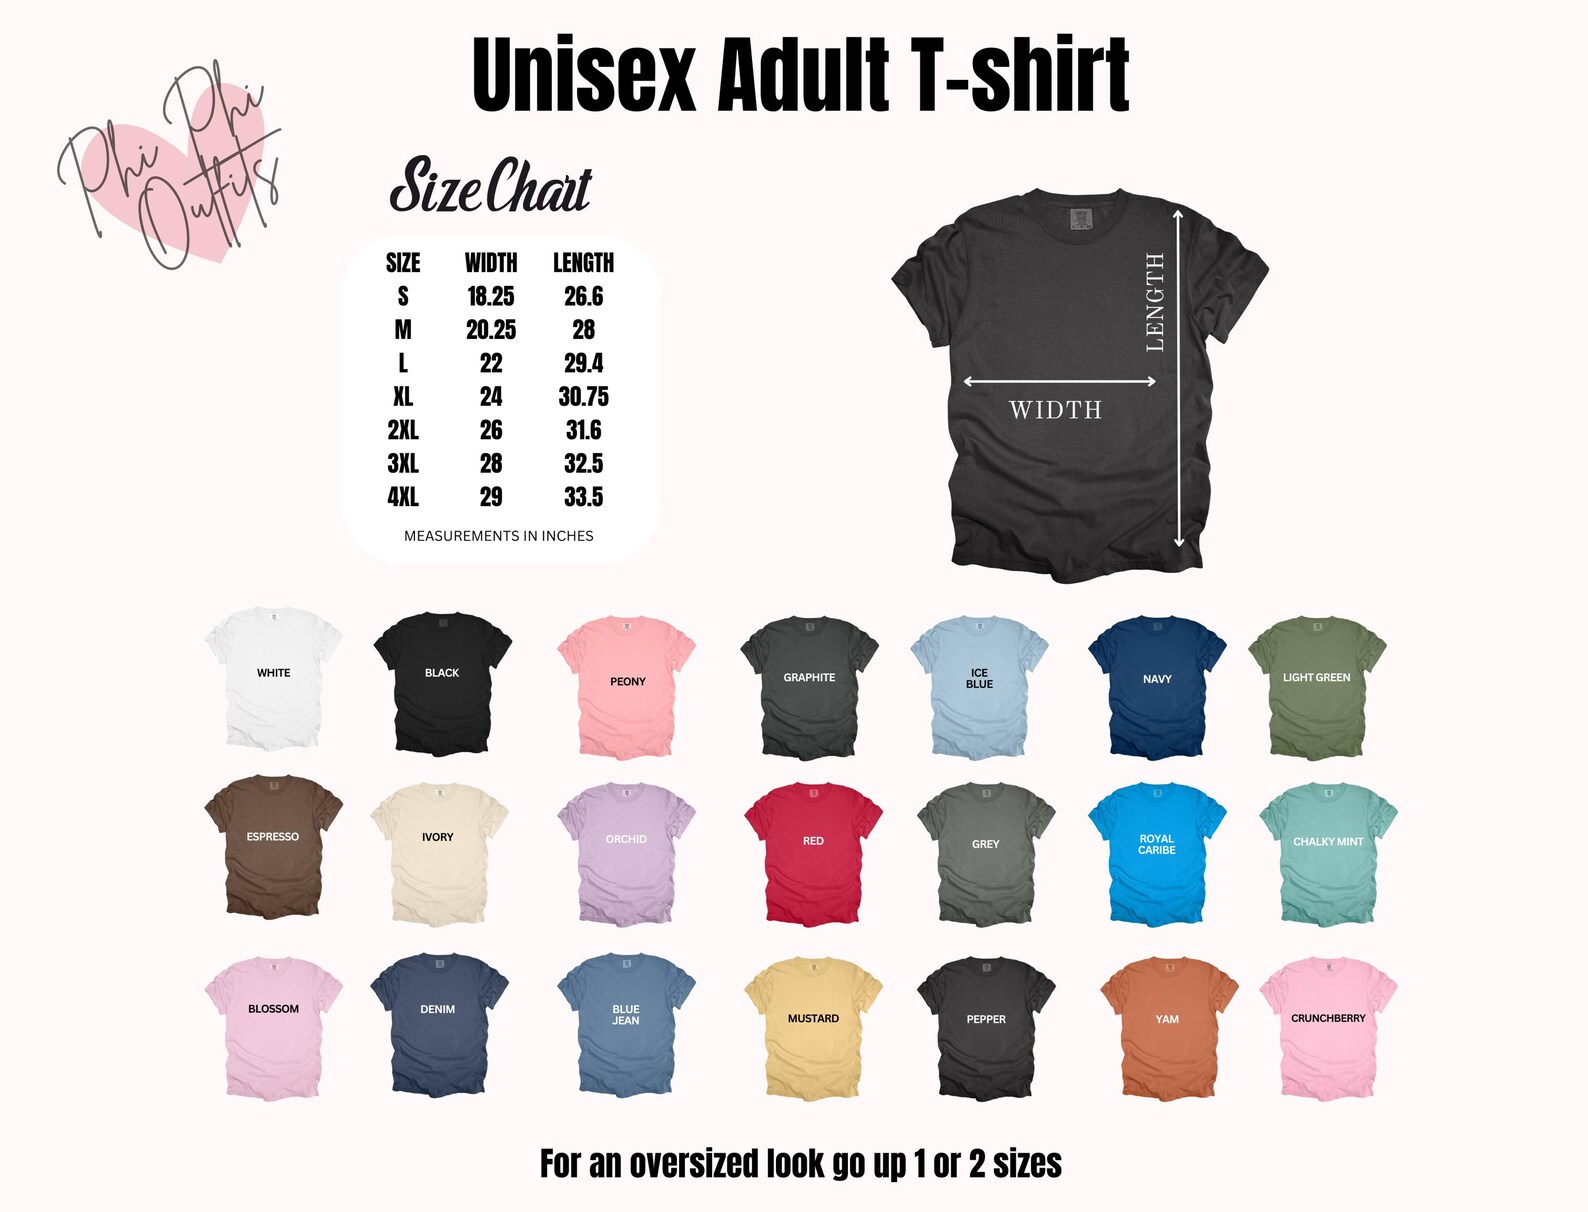 Unisex Adult T-shirt
Phi Phi
Outfits
Size Chart
SIZE WIDTH LENGTH
S 18.25 26.6
M 20.25 28
L 22 29.4
XL 24 30.75
2XL 26 31.6
3XL 28 32.5
4XL 29 33.5
MEASUREMENTS IN INCHES
LENGTH
WIDTH
WHITE
BLACK
PEONY
GRAPHITE
ICE
BLUE
NAVY
LIGHT GREEN
ESPRESSO
IVORY
ORCHID
RED
GREY
ROYAL
CARIBE
CHALKY MINT
BLOSSOM
DENIM
BLUE
JEAN
MUSTARD
PEPPER
YAM
CRUNCHBERRY
For an oversized look go up 1 or 2 sizes